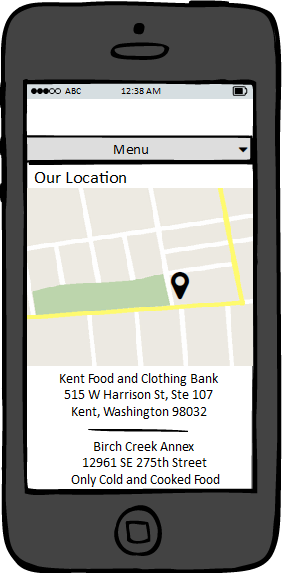 ABC 12:38 AM
Menu
Our Location
Kent Food and Clothing Bank
515 W Harrison St, Ste 107
Kent, Washington 98032
Birch Creek Annex
12961 SE 275th Street
Only Cold and Cooked Food